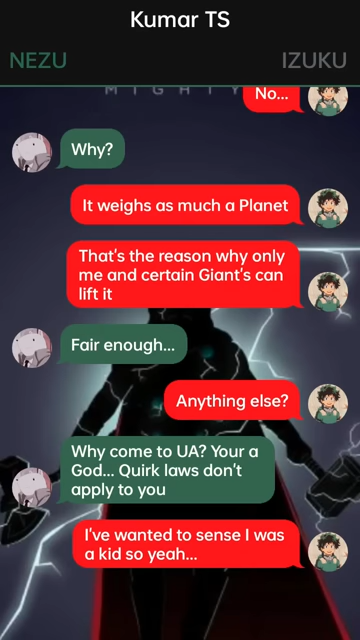 Kumar TS
NEZU
IZUKU
MIGHTY
No...
Why?
It weighs as much a Planet
That's the reason why only
me and certain Giant's can
lift it
Fair enough...
Anything else?
Why come to UA? Your a
God... Quirk laws don't
apply to you
I've wanted to sense I was
a kid so yeah...